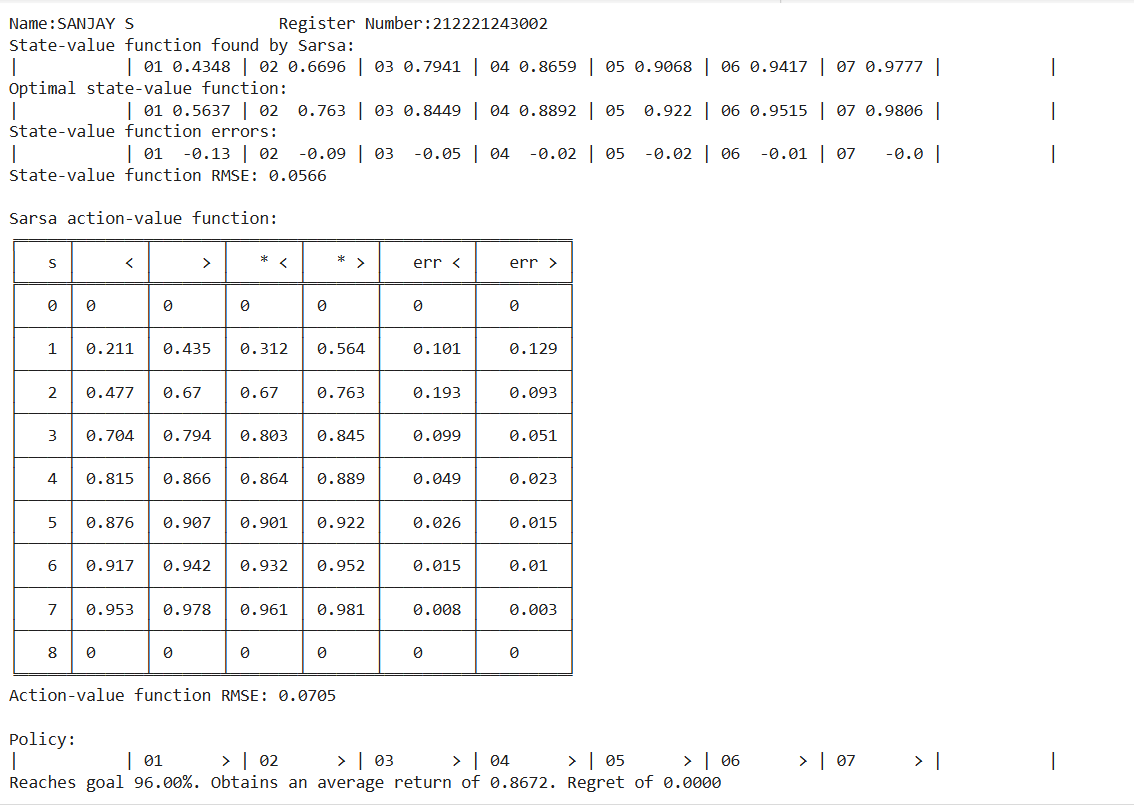 Name:SANJAY S               Register Number:212221243002
State-value function found by Sarsa:
|            | 01 0.4348 | 02 0.6696 | 03 0.7941 | 04 0.8659 | 05 0.9068 | 06 0.9417 | 07 0.9777 |            |
Optimal state-value function:
|            | 01 0.5637 | 02  0.763 | 03 0.8449 | 04 0.8892 | 05  0.922 | 06 0.9515 | 07 0.9806 |            |
State-value function errors:
|            | 01  -0.13 | 02  -0.09 | 03  -0.05 | 04  -0.02 | 05  -0.02 | 06  -0.01 | 07   -0.0 |            |
State-value function RMSE: 0.0566
Sarsa action-value function:
s < > * < * > err < err >
0 0 0 0 0 0 0
1 0.211 0.435 0.312 0.564 0.101 0.129
2 0.477 0.67 0.67 0.763 0.193 0.093
3 0.704 0.794 0.803 0.845 0.099 0.051
4 0.815 0.866 0.864 0.889 0.049 0.023
5 0.876 0.907 0.901 0.922 0.026 0.015
6 0.917 0.942 0.932 0.952 0.015 0.01
7 0.953 0.978 0.961 0.981 0.008 0.003
8 0 0 0 0 0 0
Action-value function RMSE: 0.0705
Policy:
|            | 01      > | 02      > | 03      > | 04      > | 05      > | 06      > | 07      > |            |
Reaches goal 96.00%. Obtains an average return of 0.8672. Regret of 0.0000